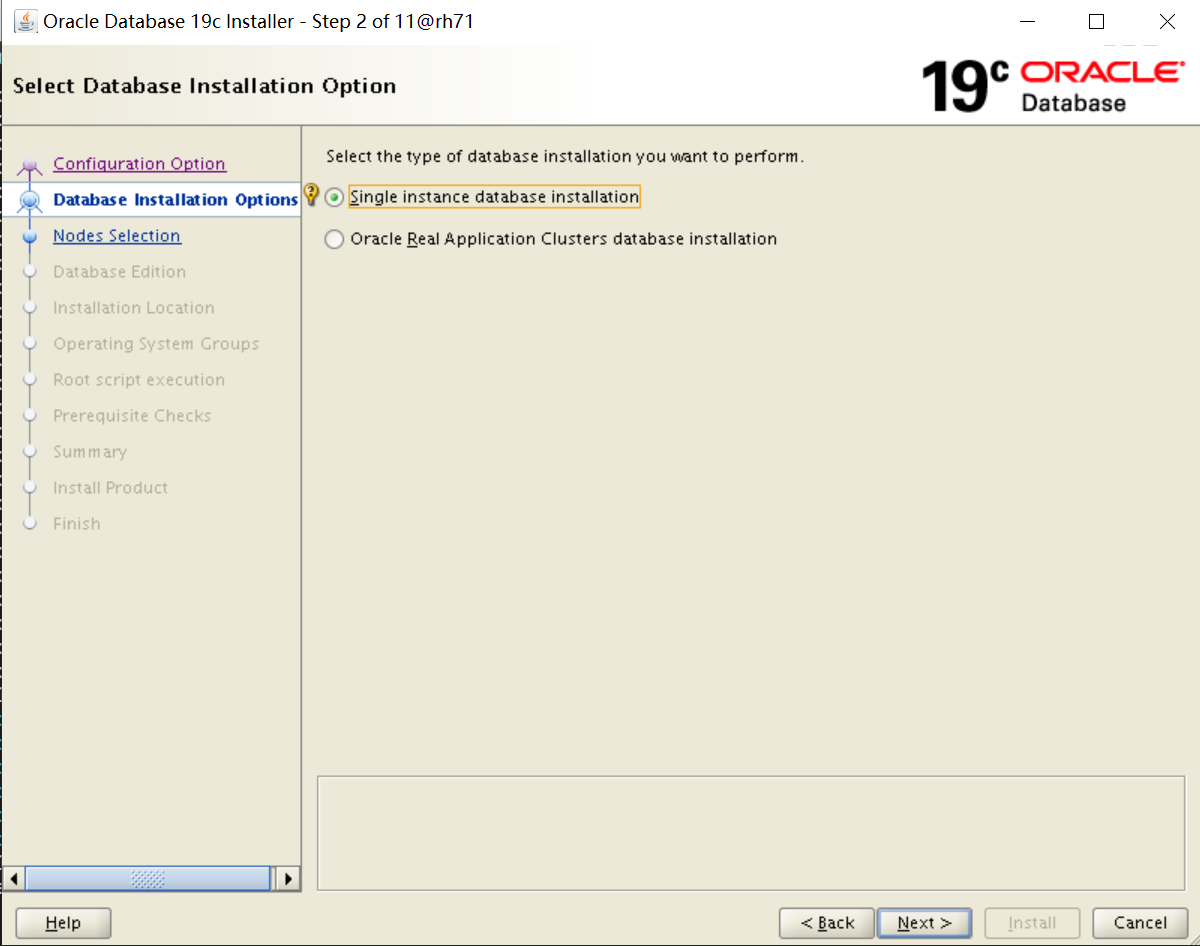 Oracle Database 19c Installer - Step 2 of 11@rh71
Select Database Installation Option
19c ORACLE
Database
Configuration Option
Database Installation Options
Nodes Selection
Database Edition
Installation Location
Operating System Groups
Root script execution
Prerequisite Checks
Summary
Install Product
Finish
Select the type of database installation you want to perform.
Single instance database installation
Oracle Real Application Clusters database installation
Help
< Back
Next >
Install
Cancel